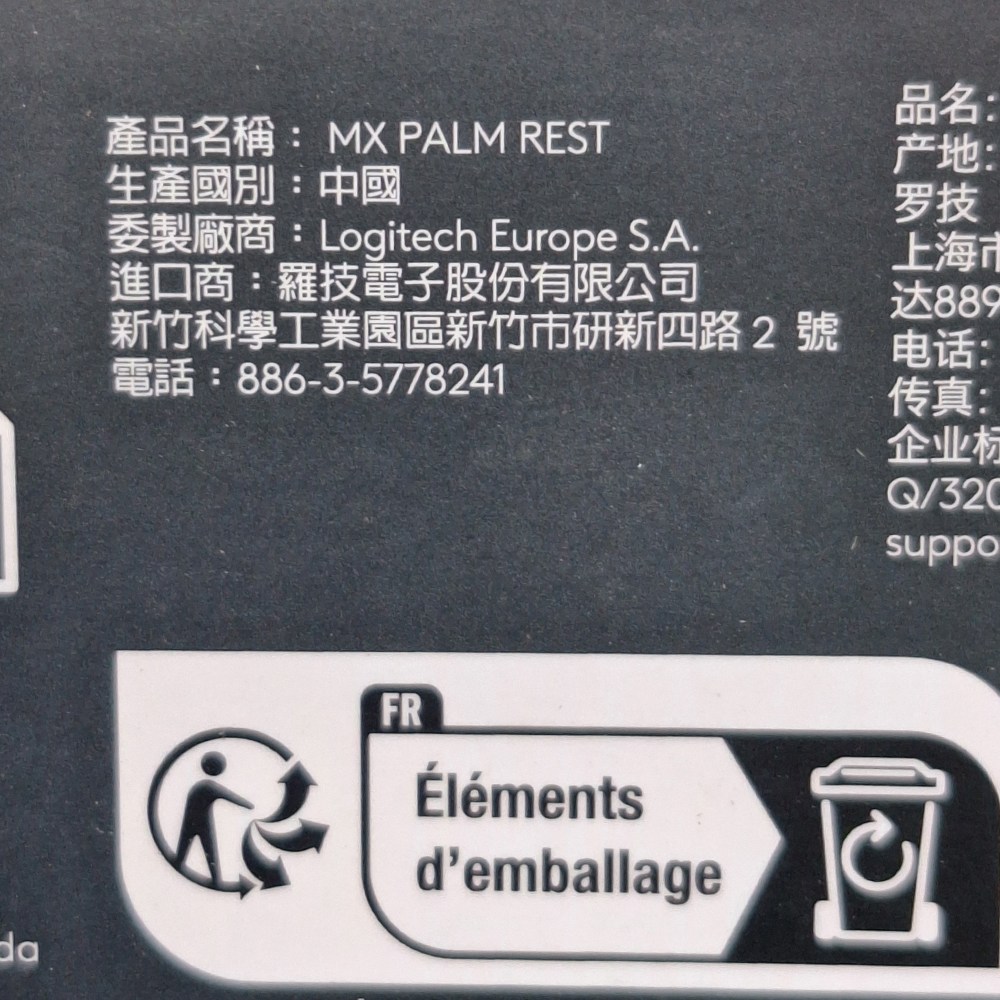 產品名稱： MX PALM REST
生產國別：中國
委製廠商：Logitech Europe S.A.
進口商：羅技電子股份有限公司
新竹科學工業園區新竹市研新四路 2 號
電話：886-3-5778241
品名:
产地:
罗技
上海市
达889
电话:
传真:
企业标
Q/320
suppo
FR
Éléments
d'emballage
da